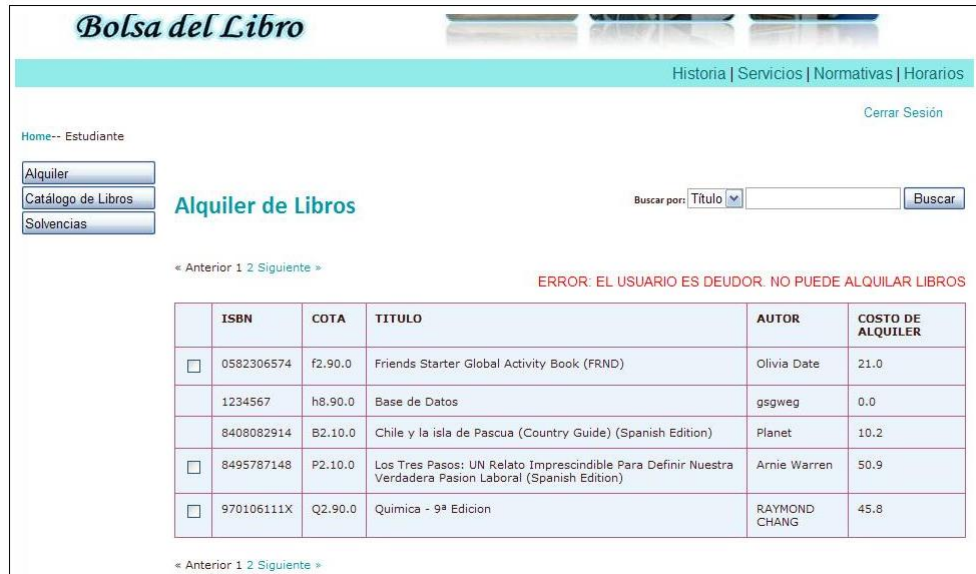 Bolsa del Libro
Historia | Servicios | Normativas | Horarios
Cerrar Sesión
Home-- Estudiante
Alquiler
Catálogo de Libros
Solvencias
Alquiler de Libros
Buscar por: Título Buscar
« Anterior 1 2 Siguiente »
ERROR: EL USUARIO ES DEUDOR. NO PUEDE ALQUILAR LIBROS
ISBN COTA TITULO AUTOR COSTO DE
ALQUILER
0582306574 f2.90.0 Friends Starter Global Activity Book (FRND) Olivia Date 21.0
1234567 h8.90.0 Base de Datos gsgweg 0.0
8408082914 B2.10.0 Chile y la isla de Pascua (Country Guide) (Spanish Edition) Planet 10.2
8495787148 P2.10.0 Los Tres Pasos: UN Relato Imprescindible Para Definir Nuestra Arnie Warren 50.9
Verdadera Pasion Laboral (Spanish Edition)
970106111X Q2.90.0 Quimica - 9ª Edicion RAYMOND 45.8
CHANG
« Anterior 1 2 Siguiente »